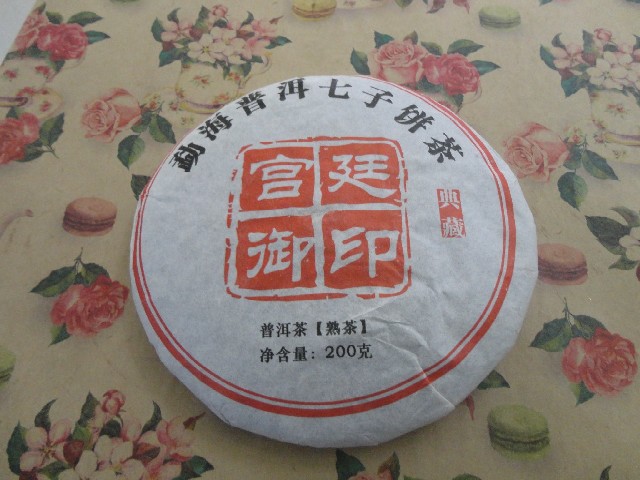 勐海普洱七子饼茶
宫廷
御印
典藏
普洱茶【熟茶】
净含量：200克